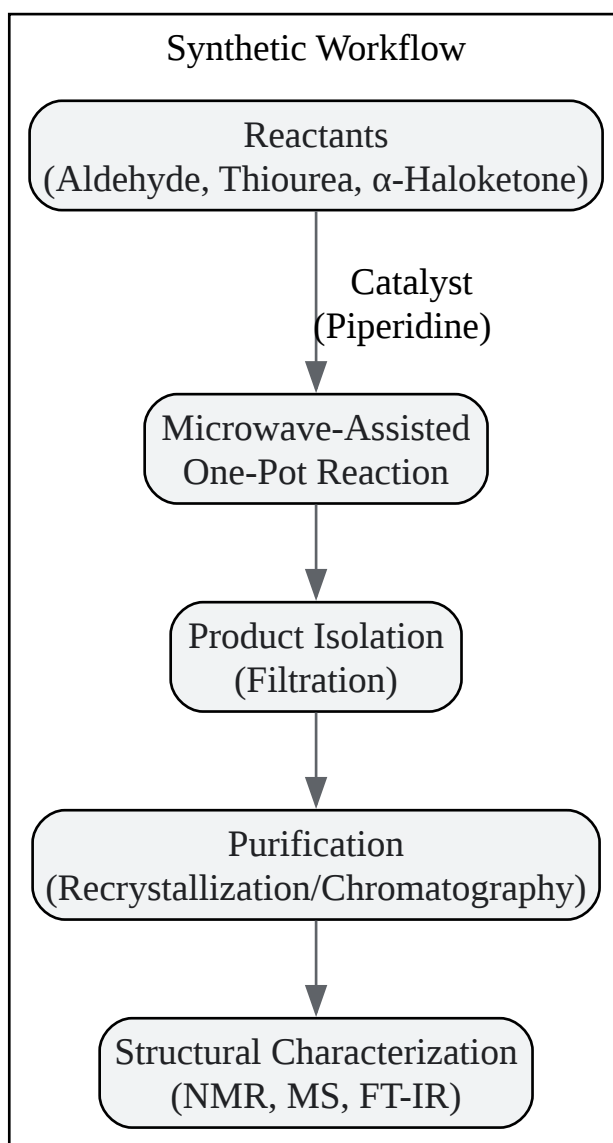 Synthetic Workflow
Reactants
(Aldehyde, Thiourea, α-Haloketone)
Catalyst
(Piperidine)
Microwave-Assisted
One-Pot Reaction
Product Isolation
(Filtration)
Purification
(Recrystallization/Chromatography)
Structural Characterization
(NMR, MS, FT-IR)